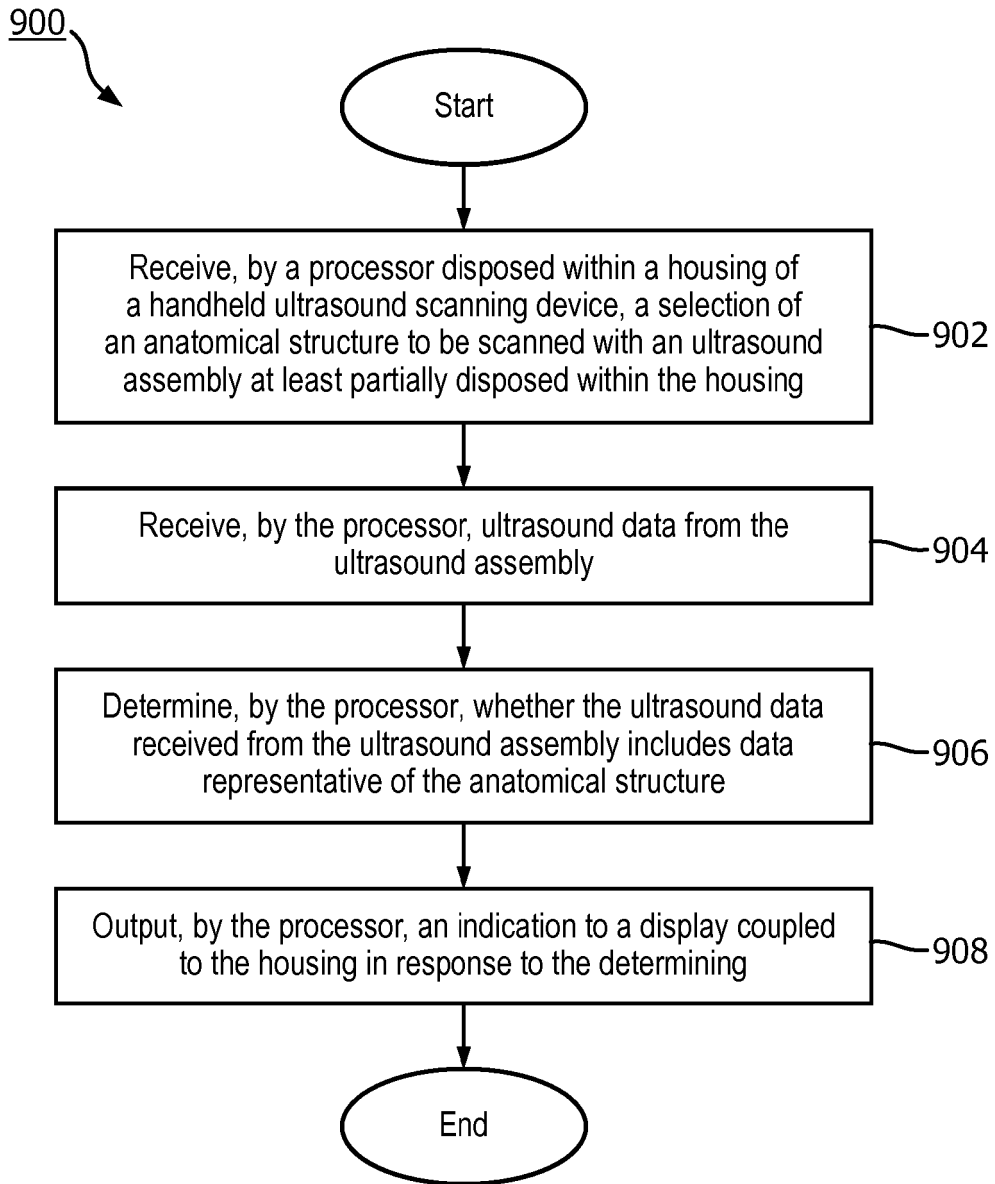 900
Start
Receive, by a processor disposed within a housing of
a handheld ultrasound scanning device, a selection of
an anatomical structure to be scanned with an ultrasound
assembly at least partially disposed within the housing
902
Receive, by the processor, ultrasound data from the
ultrasound assembly
904
Determine, by the processor, whether the ultrasound data
received from the ultrasound assembly includes data
representative of the anatomical structure
906
Output, by the processor, an indication to a display coupled
to the housing in response to the determining
908
End